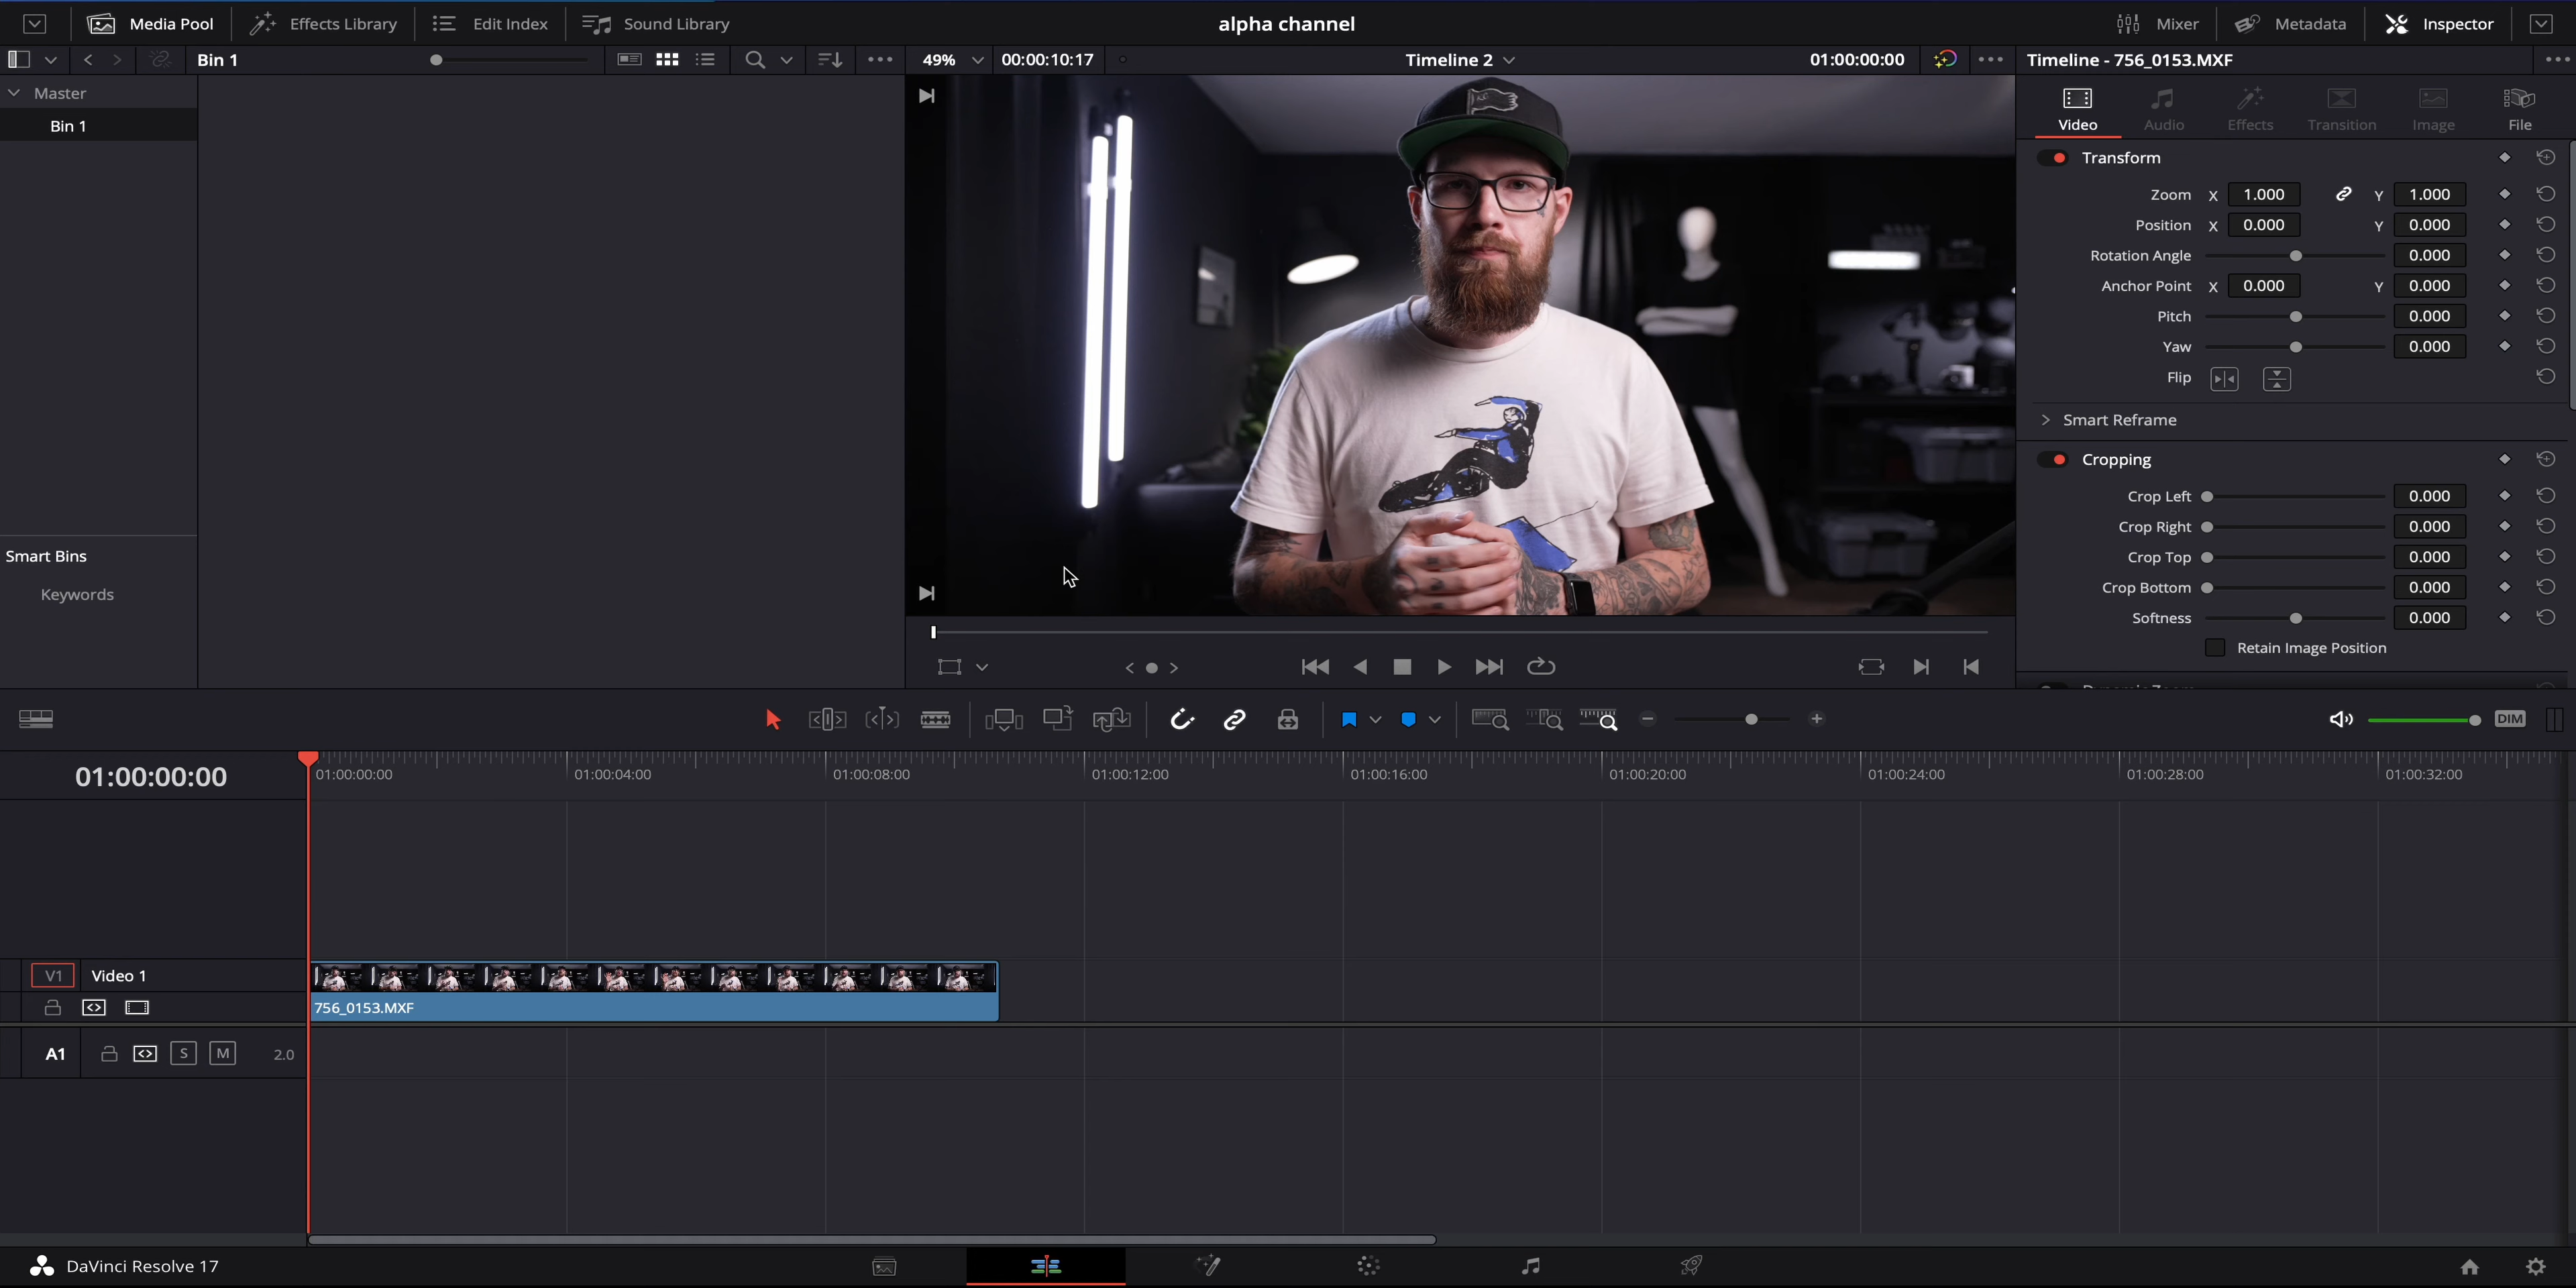 Media Pool Effects Library Edit Index Sound Library alpha channel Mixer Metadata Inspector
Bin 1 49% 00:00:10:17 Timeline 2 01:00:00:00 Timeline - 756_0153.MXF
Master
Bin 1
Smart Bins
Keywords
Video Audio Effects Transition Image File
Transform
Zoom X 1.000 Y 1.000
Position X 0.000 Y 0.000
Rotation Angle 0.000
Anchor Point X 0.000 Y 0.000
Pitch 0.000
Yaw 0.000
Flip
Smart Reframe
Cropping
Crop Left 0.000
Crop Right 0.000
Crop Top 0.000
Crop Bottom 0.000
Softness 0.000
Retain Image Position
DIM
01:00:00:00
01:00:00:00 01:00:04:00 01:00:08:00 01:00:12:00 01:00:16:00 01:00:20:00 01:00:24:00 01:00:28:00 01:00:32:00
V1 Video 1
756_0153.MXF
A1 S M 2.0
DaVinci Resolve 17